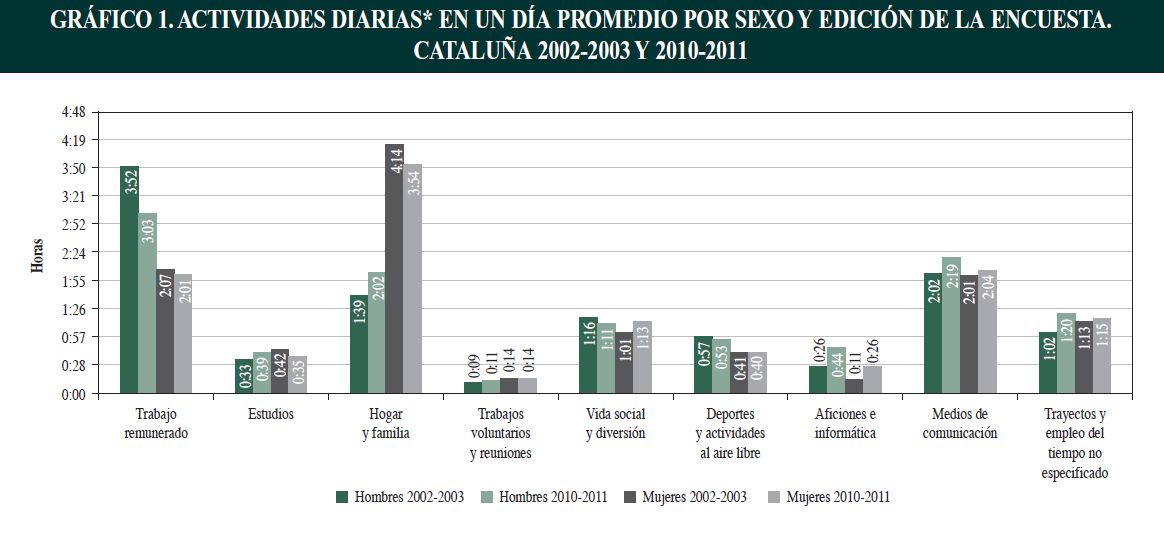 GRÁFICO 1. ACTIVIDADES DIARIAS* EN UN DÍA PROMEDIO POR SEXO Y EDICIÓN DE LA ENCUESTA.
CATALUÑA 2002-2003 Y 2010-2011
Horas
4:48
4:19
3:50
3:21
2:52
2:24
1:55
1:26
0:57
0:28
0:00
3:52
3:03
2:07
2:01
0:33
0:39
0:42
0:35
1:39
2:02
4:14
3:54
0:09
0:11
0:14
0:14
1:16
1:11
1:01
1:13
0:57
0:53
0:41
0:40
0:26
0:44
0:11
0:26
2:02
2:19
2:01
2:04
1:02
1:20
1:13
1:15
Trabajo
remunerado
Estudios
Hogar
y familia
Trabajos
voluntarios
y reuniones
Vida social
y diversión
Deportes
y actividades
al aire libre
Aficiones e
informática
Medios de
comunicación
Trayectos y
empleo del
tiempo no
especificado
Hombres 2002-2003
Hombres 2010-2011
Mujeres 2002-2003
Mujeres 2010-2011